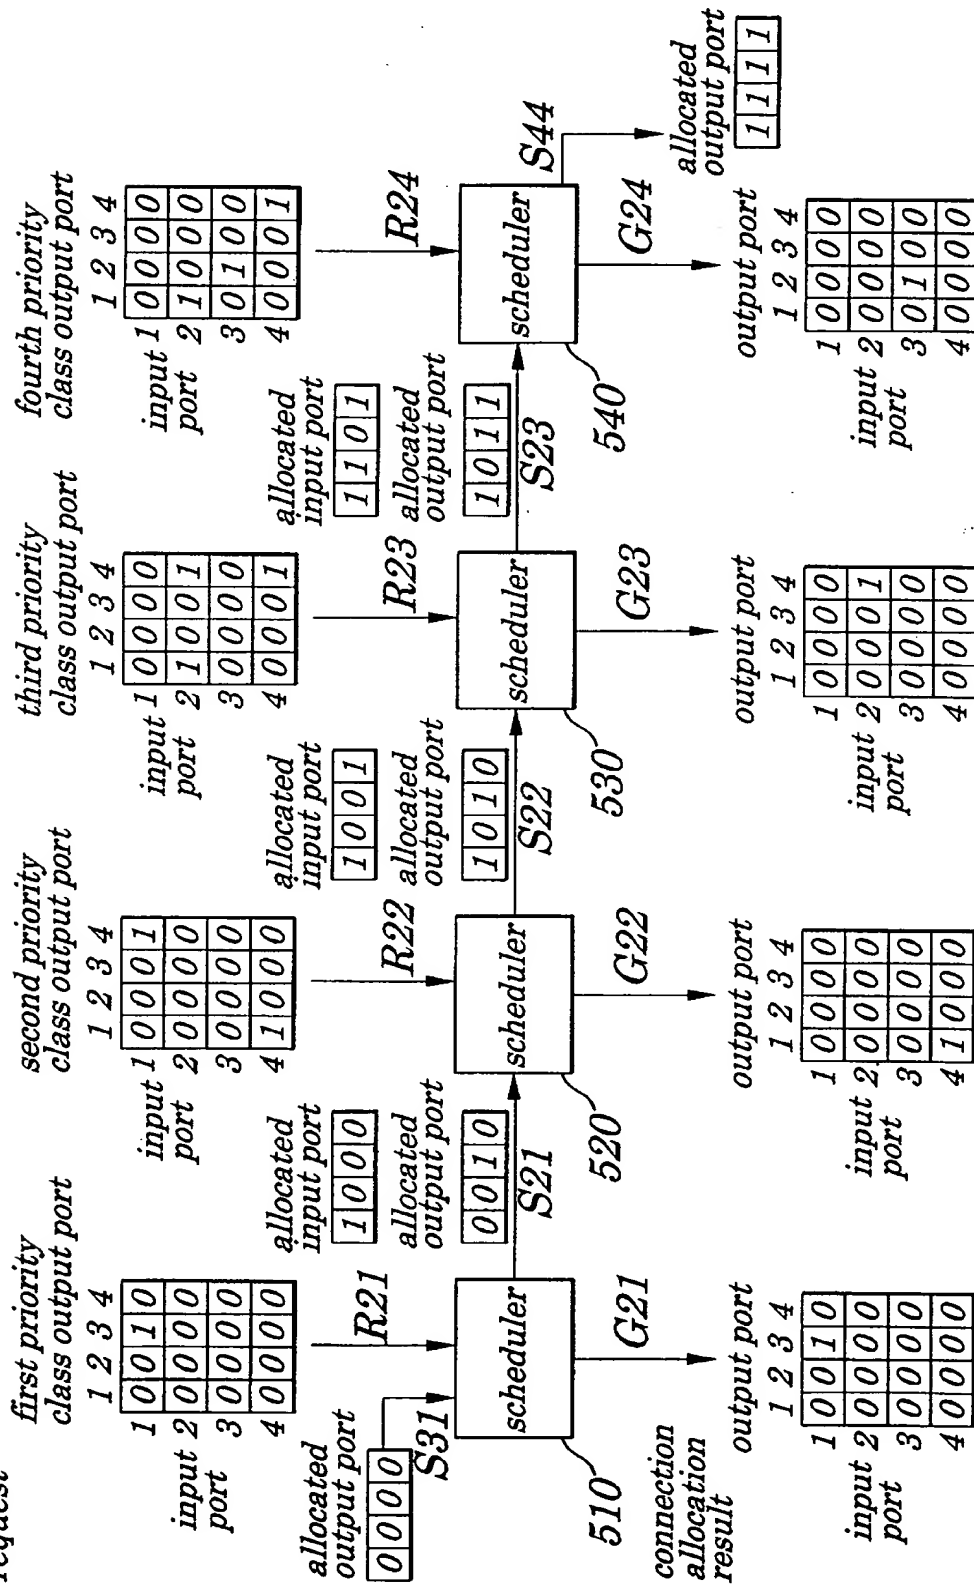 request
first priority
class output port
1 2 3 4
input
port
1 0 0 1 0
2 0 0 0 0
3 0 0 0 0
4 0 0 0 0
second priority
class output port
1 2 3 4
input
port
1 0 0 0 1
2 0 0 0 0
3 0 0 0 0
4 1 0 0 0
third priority
class output port
1 2 3 4
input
port
1 0 0 0 0
2 1 0 0 1
3 0 0 0 0
4 0 0 0 1
fourth priority
class output port
1 2 3 4
input
port
1 0 0 0 0
2 1 0 0 0
3 0 1 0 0
4 0 0 0 1
allocated
output port
0 0 0 0
S31
R21
scheduler
510
allocated
input port
1 0 0 0
allocated
output port
0 0 1 0
S21
R22
scheduler
520
allocated
input port
1 0 0 1
allocated
output port
1 0 1 0
S22
R23
scheduler
530
allocated
input port
1 1 0 1
allocated
output port
1 0 1 1
S23
R24
scheduler
540
S44
allocated
output port
1 1 1 1
connection
allocation
result
G21
output port
1 2 3 4
input
port
1 0 0 1 0
2 0 0 0 0
3 0 0 0 0
4 0 0 0 0
G22
output port
1 2 3 4
input
port
1 0 0 0 0
2 0 0 0 0
3 0 0 0 0
4 1 0 0 0
G23
output port
1 2 3 4
input
port
1 0 0 0 0
2 0 0 0 1
3 0 0 0 0
4 0 0 0 0
G24
output port
1 2 3 4
input
port
1 0 0 0 0
2 0 0 0 0
3 0 1 0 0
4 0 0 0 0